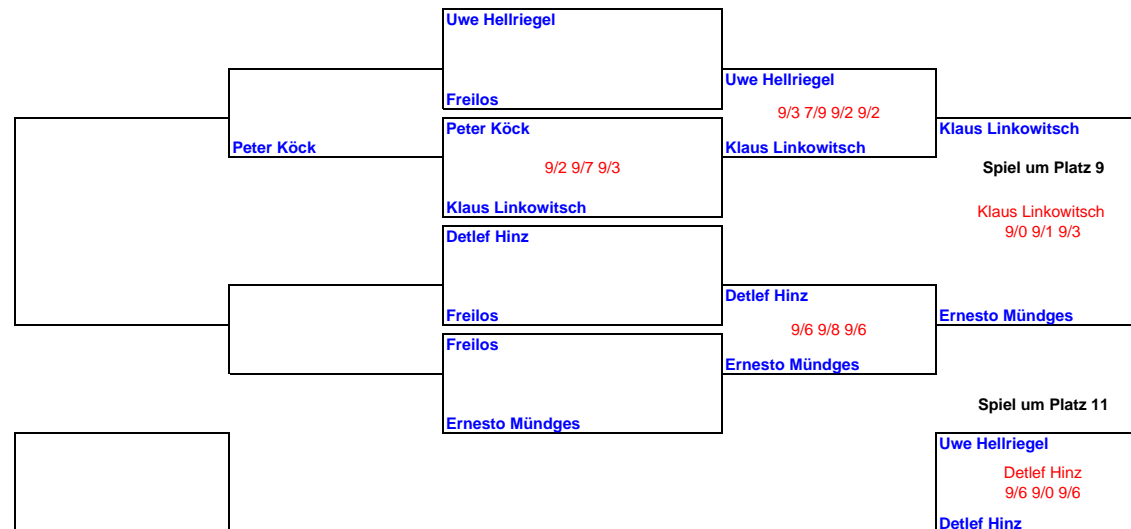 Uwe Hellriegel
Uwe Hellriegel
Freilos
9/3 7/9 9/2 9/2
Peter Köck
Klaus Linkowitsch
Peter Köck
Klaus Linkowitsch
9/2 9/7 9/3
Spiel um Platz 9
Klaus Linkowitsch
Klaus Linkowitsch
9/0 9/1 9/3
Detlef Hinz
Detlef Hinz
Freilos
Ernesto Mündges
9/6 9/8 9/6
Freilos
Ernesto Mündges
Spiel um Platz 11
Ernesto Mündges
Uwe Hellriegel
Detlef Hinz
9/6 9/0 9/6
Detlef Hinz